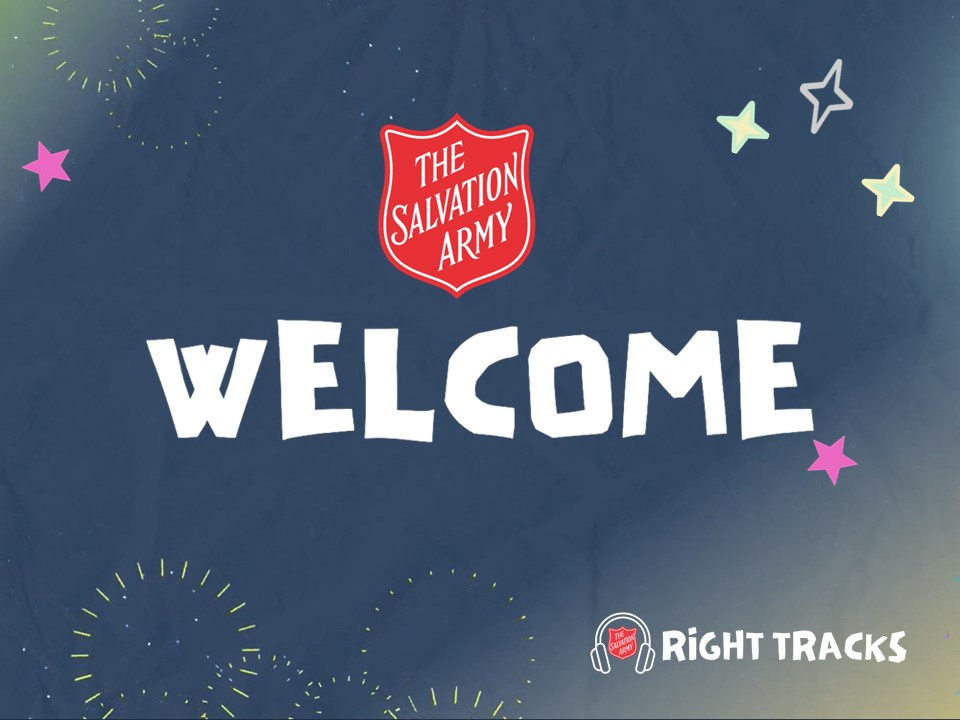 THE
SALVATION
ARMY
WELCOME
THE
SALVATION
ARMY
RiGHT TRACKS